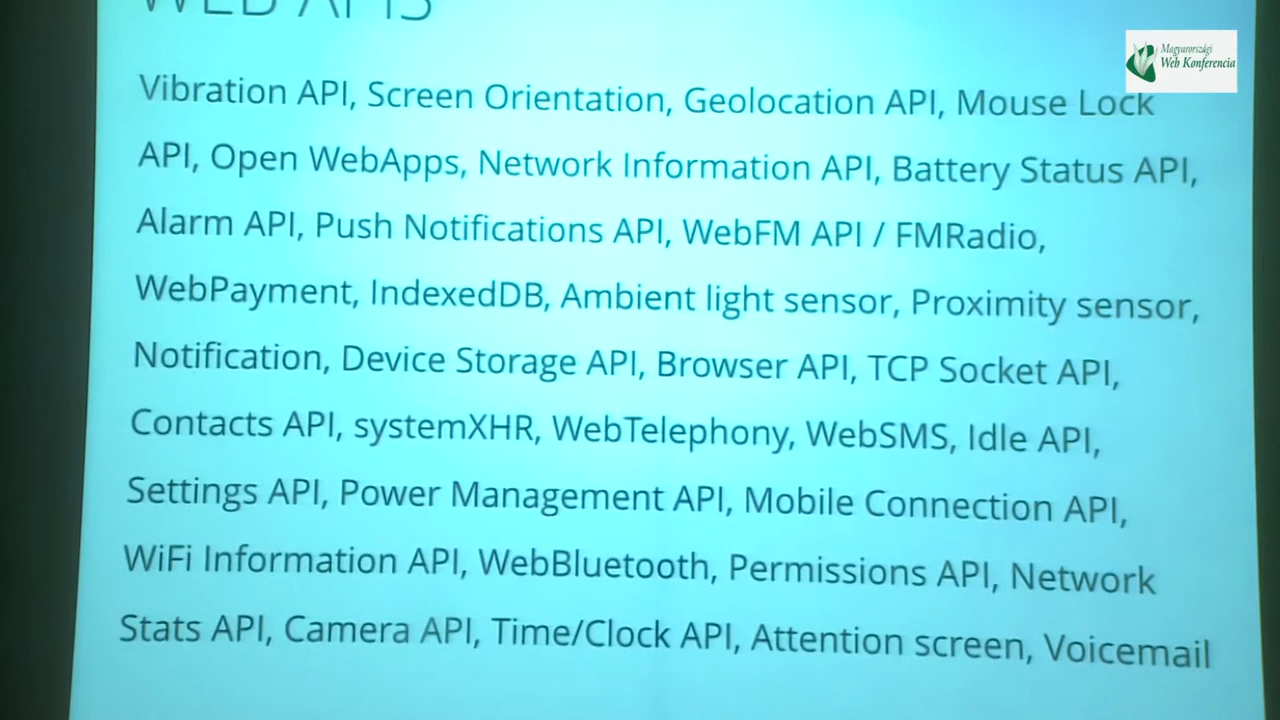 WEB APIS
Magyarországi
Web Konferencia
Vibration API, Screen Orientation, Geolocation API, Mouse Lock
API, Open WebApps, Network Information API, Battery Status API,
Alarm API, Push Notifications API, WebFM API / FMRadio,
WebPayment, IndexedDB, Ambient light sensor, Proximity sensor,
Notification, Device Storage API, Browser API, TCP Socket API,
Contacts API, systemXHR, WebTelephony, WebSMS, Idle API,
Settings API, Power Management API, Mobile Connection API,
WiFi Information API, WebBluetooth, Permissions API, Network
Stats API, Camera API, Time/Clock API, Attention screen, Voicemail